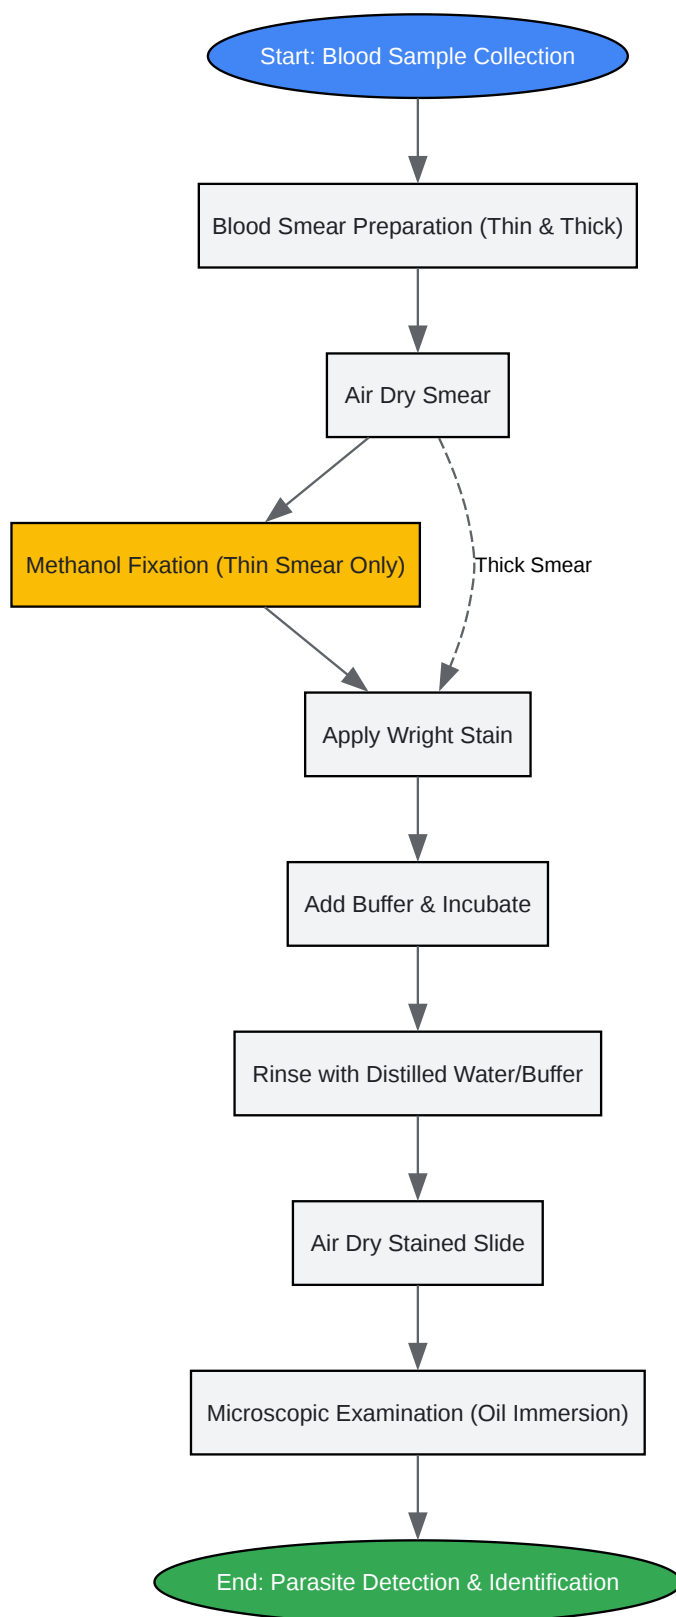 Start: Blood Sample Collection
Blood Smear Preparation (Thin & Thick)
Air Dry Smear
Methanol Fixation (Thin Smear Only)
Thick Smear
Apply Wright Stain
Add Buffer & Incubate
Rinse with Distilled Water/Buffer
Air Dry Stained Slide
Microscopic Examination (Oil Immersion)
End: Parasite Detection & Identification